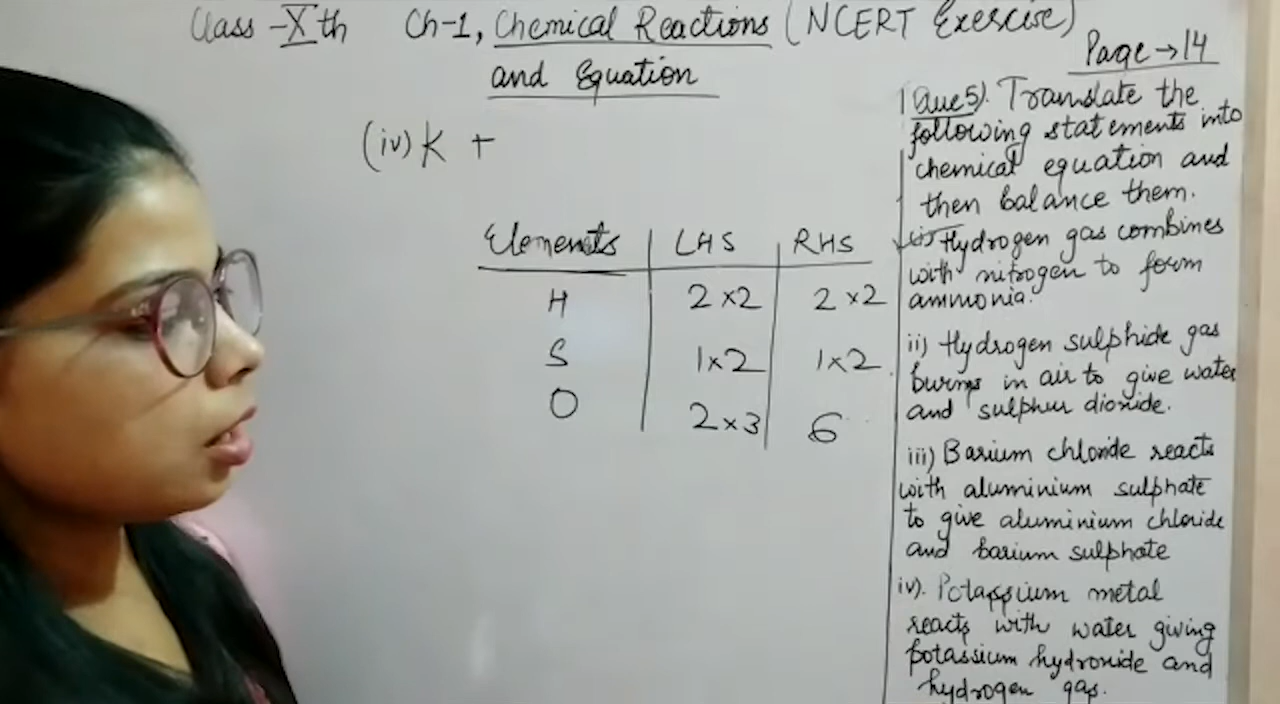 Class - Xth Ch-1, Chemical Reactions (NCERT Exercise)
and Equation
Page → 14
(iv) K +
Elements LHS RHS
H 2 × 2 2 × 2
S 1 × 2 1 × 2
O 2 × 3 6
Que 5). Translate the
following statements into
chemical equation and
then balance them.
(i) Hydrogen gas combines
with nitrogen to form
ammonia.
ii) Hydrogen sulphide gas
burns in air to give water
and sulphur dioxide.
iii) Barium chloride reacts
with aluminium sulphate
to give aluminium chloride
and barium sulphate
iv). Potassium metal
reacts with water giving
potassium hydroxide and
hydrogen gas.